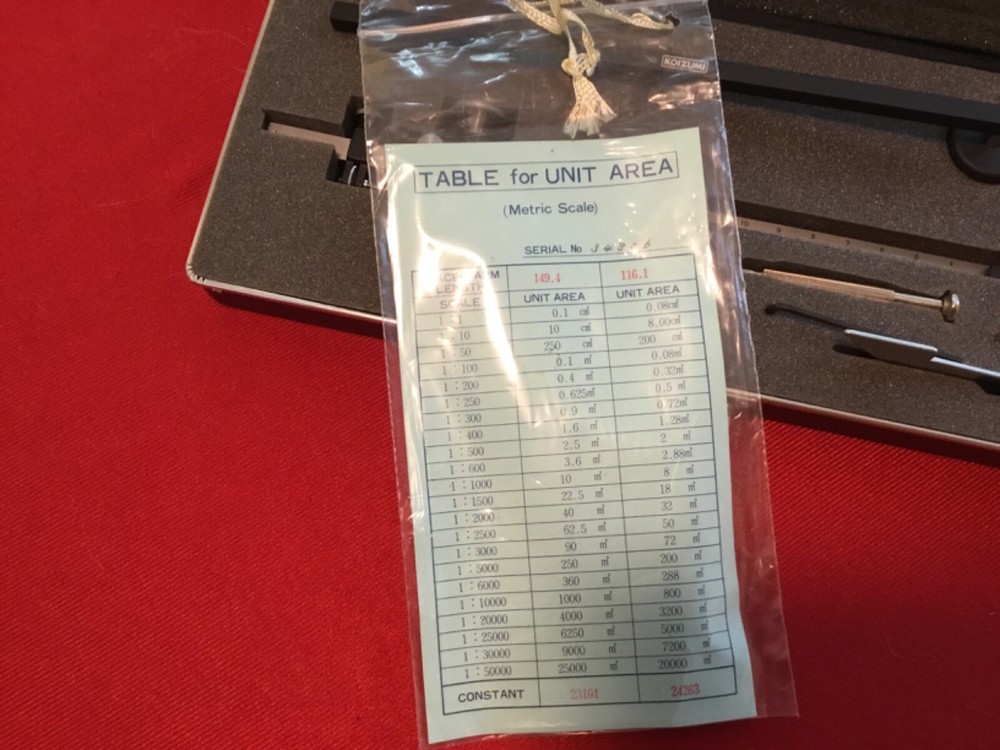 KOIZUMI
TABLE for UNIT AREA
(Metric Scale)
SERIAL No
LENGTH 149.4 116.1
SCALE UNIT AREA UNIT AREA
0.1 c㎡ 0.08c㎡
10 10 c㎡ 8.00c㎡
1 : 50 250 c㎡ 200 c㎡
1 : 100 0.1 ㎡ 0.08㎡
1 : 200 0.4 ㎡ 0.32㎡
1 : 250 0.625㎡ 0.5 ㎡
1 : 300 0.9 ㎡ 0.72㎡
1 : 400 1.6 ㎡ 1.28㎡
1 : 500 2.5 ㎡ 2 ㎡
1 : 600 3.6 ㎡ 2.88㎡
1 : 1000 10 ㎡ 8 ㎡
1 : 1500 22.5 ㎡ 18 ㎡
1 : 2000 40 ㎡ 32 ㎡
1 : 2500 62.5 ㎡ 50 ㎡
1 : 3000 90 ㎡ 72 ㎡
1 : 5000 250 ㎡ 200 ㎡
1 : 6000 360 ㎡ 288 ㎡
1 : 10000 1000 ㎡ 800 ㎡
1 : 20000 4000 ㎡ 3200 ㎡
1 : 25000 6250 ㎡ 5000 ㎡
1 : 30000 9000 ㎡ 7200 ㎡
1 : 50000 25000 ㎡ 20000 ㎡
CONSTANT 24263